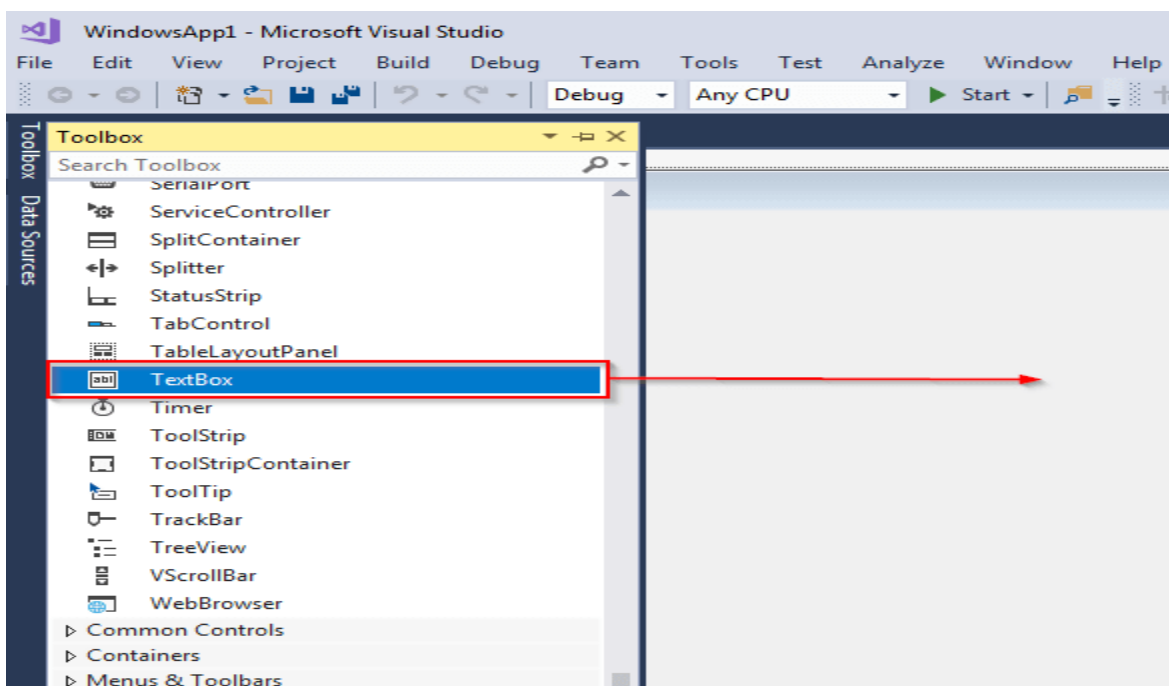 WindowsApp1 - Microsoft Visual Studio
File Edit View Project Build Debug Team Tools Test Analyze Window Help
Debug Any CPU Start
Toolbox
Data Sources
Toolbox
Search Toolbox
SerialPort
ServiceController
SplitContainer
Splitter
StatusStrip
TabControl
TableLayoutPanel
abl TextBox
Timer
ToolStrip
ToolStripContainer
ToolTip
TrackBar
TreeView
VScrollBar
WebBrowser
Common Controls
Containers
Menus & Toolbars